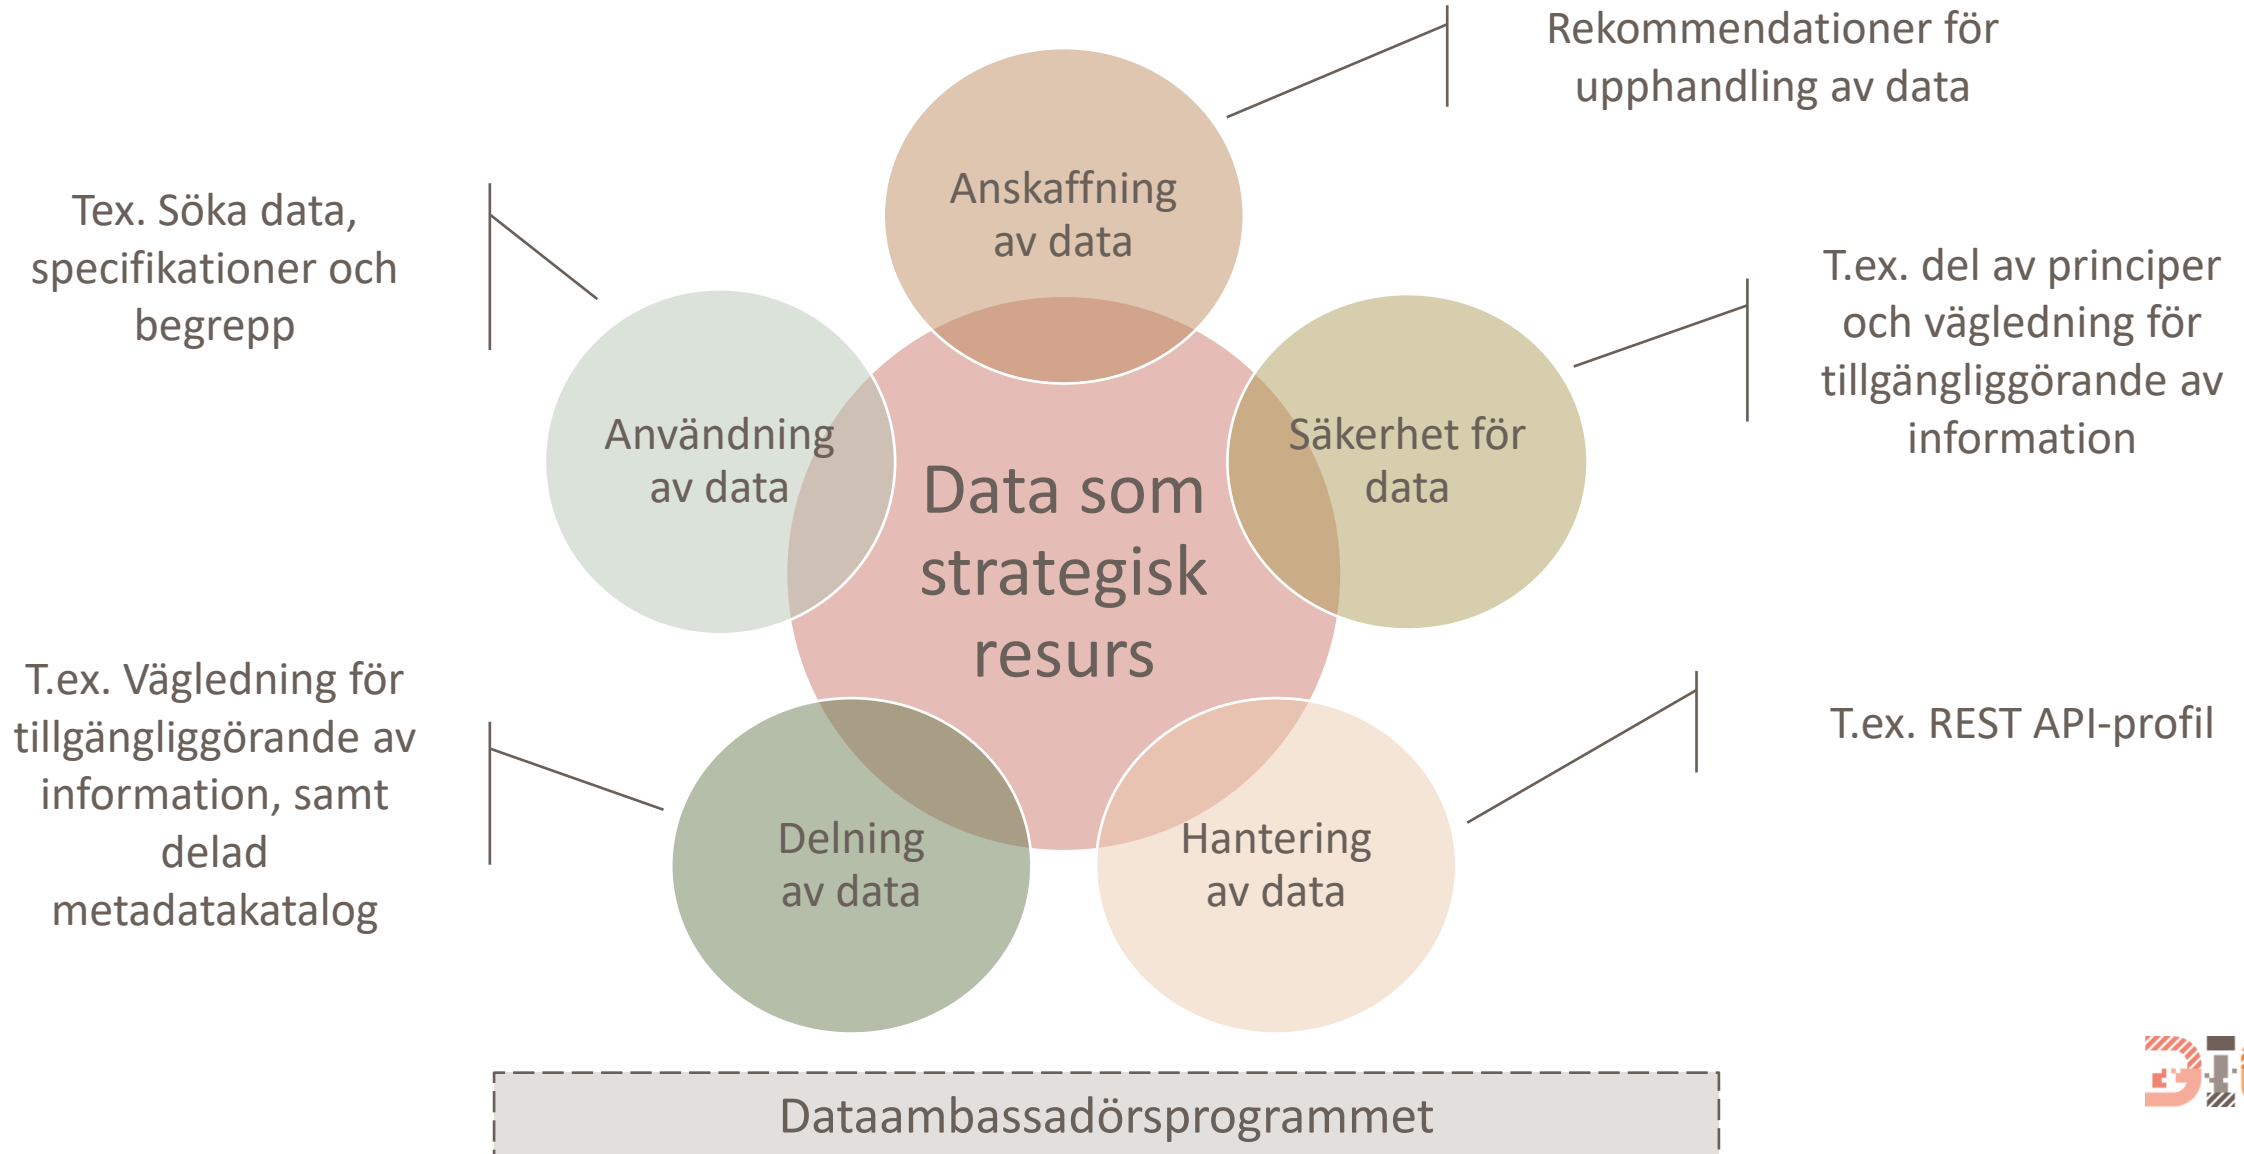 Rekommendationer för
upphandling av data
Anskaffning
av data
Tex. Söka data,
specifikationer och
begrepp
T.ex. del av principer
och vägledning för
tillgängliggörande av
information
Användning
av data
Säkerhet för
data
Data som
strategisk
resurs
T.ex. Vägledning för
tillgängliggörande av
information, samt
delad
metadatakatalog
T.ex. REST API-profil
Delning
av data
Hantering
av data
Dataambassadörsprogrammet